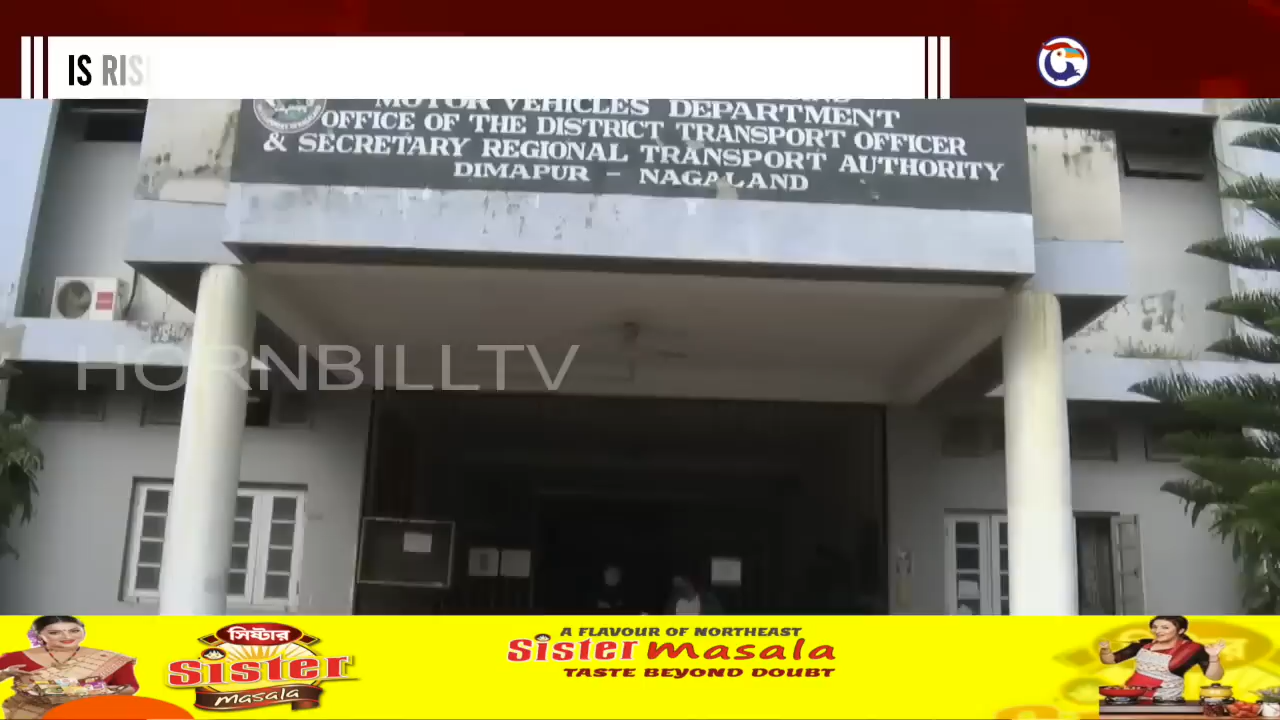 IS RIS
MOTOR VEHICLES DEPARTMENT
OFFICE OF THE DISTRICT TRANSPORT OFFICER
& SECRETARY REGIONAL TRANSPORT AUTHORITY
DIMAPUR - NAGALAND
HORNBILLTV
সিষ্টার
Sister
masala
A FLAVOUR OF NORTHEAST
Sister masala
TASTE BEYOND DOUBT